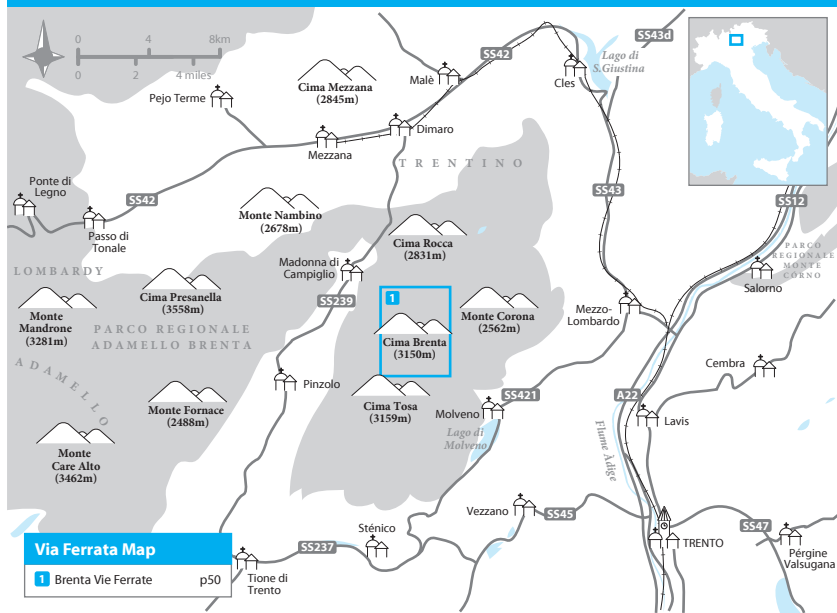 0 4 8km
0 2 4 miles
SS42
SS43d
Lago di
S.Giustina
Cima Mezzana
(2845m)
Malè
Cles
Pejo Terme
Dimaro
Mezzana
TRENTINO
Ponte di
Legno
SS42
Passo di
Tonale
SS43
SS12
Monte Nambino
(2678m)
Cima Rocca
(2831m)
PARCO
REGIONALE
MONTE
CORNO
Salorno
LOMBARDY
Madonna di
Campiglio
SS239
Cima Presanella
(3558m)
1
Monte Corona
(2562m)
Mezzo-
Lombardo
Monte
Mandrone
(3281m)
PARCO REGIONALE
ADAMELLO BRENTA
Cima Brenta
(3150m)
Cembra
ADAMELLO
Pinzolo
Monte Fornace
(2488m)
Cima Tosa
(3159m)
SS421
A22
Molveno
Lavis
Lago di
Molveno
Flume Àdige
Monte
Care Alto
(3462m)
Vezzano
SS45
SS47
Sténico
TRENTO
Pérgine
Valsugana
SS237
Tione di
Trento
Via Ferrata Map
1 Brenta Vie Ferrate p50